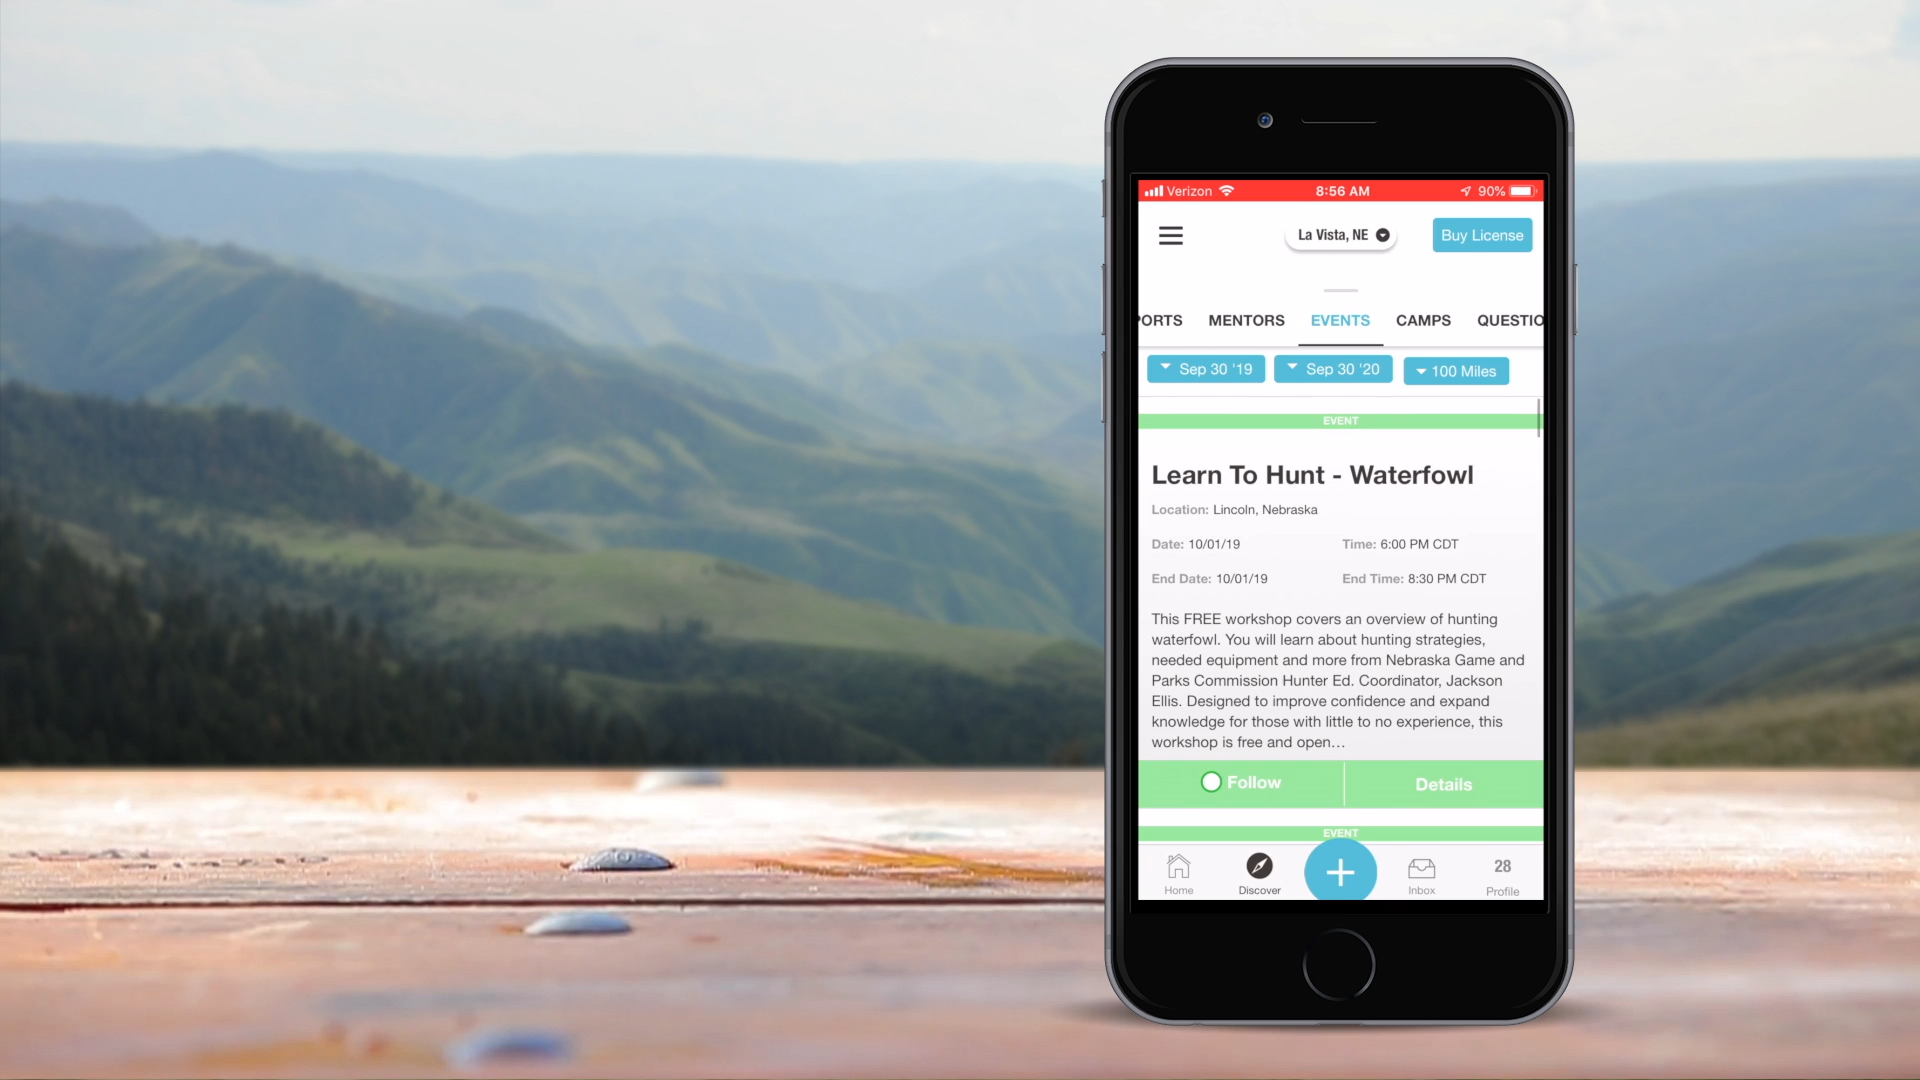 Verizon 8:56 AM 90%
La Vista, NE Buy License
PORTS MENTORS EVENTS CAMPS QUESTIO
Sep 30 '19 Sep 30 '20 100 Miles
EVENT
Learn To Hunt - Waterfowl
Location: Lincoln, Nebraska
Date: 10/01/19 Time: 6:00 PM CDT
End Date: 10/01/19 End Time: 8:30 PM CDT
This FREE workshop covers an overview of hunting
waterfowl. You will learn about hunting strategies,
needed equipment and more from Nebraska Game and
Parks Commission Hunter Ed. Coordinator, Jackson
Ellis. Designed to improve confidence and expand
knowledge for those with little to no experience, this
workshop is free and open…
Follow Details
EVENT
28
Home Discover Inbox Profile